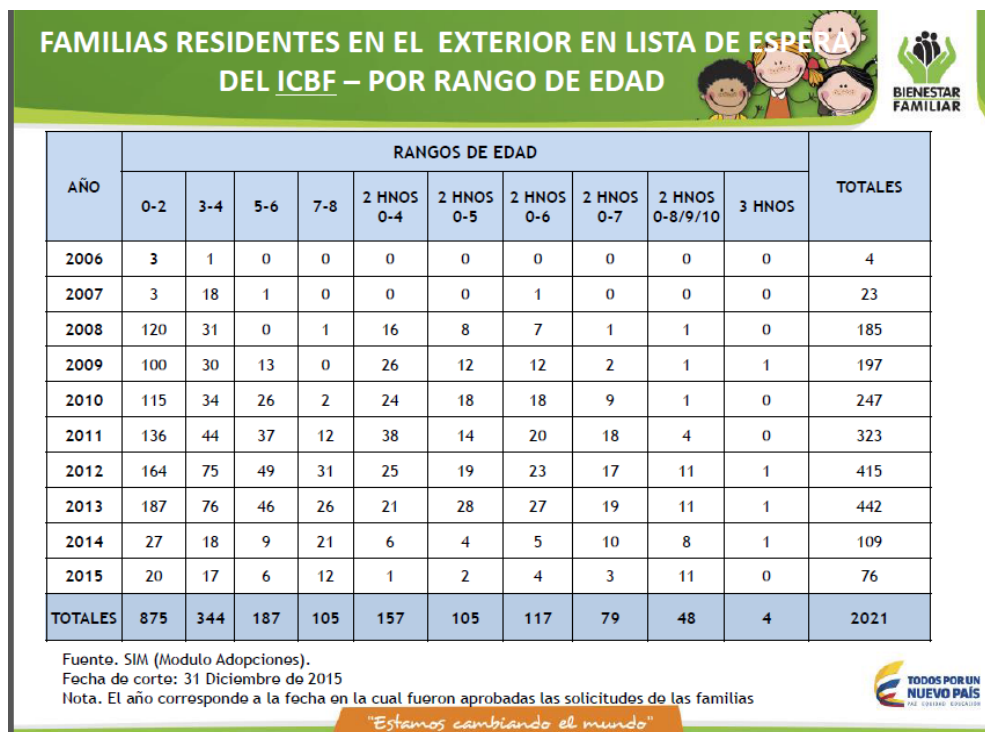 FAMILIAS RESIDENTES EN EL EXTERIOR EN LISTA DE ESPERA
DEL ICBF – POR RANGO DE EDAD
BIENESTAR
FAMILIAR
AÑO RANGOS DE EDAD TOTALES
0-2 3-4 5-6 7-8 2 HNOS 0-4 2 HNOS 0-5 2 HNOS 0-6 2 HNOS 0-7 2 HNOS 0-8/9/10 3 HNOS
2006 3 1 0 0 0 0 0 0 0 0 4
2007 3 18 1 0 0 0 1 0 0 0 23
2008 120 31 0 1 16 8 7 1 1 0 185
2009 100 30 13 0 26 12 12 2 1 1 197
2010 115 34 26 2 24 18 18 9 1 0 247
2011 136 44 37 12 38 14 20 18 4 0 323
2012 164 75 49 31 25 19 23 17 11 1 415
2013 187 76 46 26 21 28 27 19 11 1 442
2014 27 18 9 21 6 4 5 10 8 1 109
2015 20 17 6 12 1 2 4 3 11 0 76
TOTALES 875 344 187 105 157 105 117 79 48 4 2021
Fuente. SIM (Modulo Adopciones).
Fecha de corte: 31 Diciembre de 2015
Nota. El año corresponde a la fecha en la cual fueron aprobadas las solicitudes de las familias
TODOS POR UN
NUEVO PAÍS
PAZ EQUIDAD EDUCACIÓN
"Estamos cambiando el mundo"